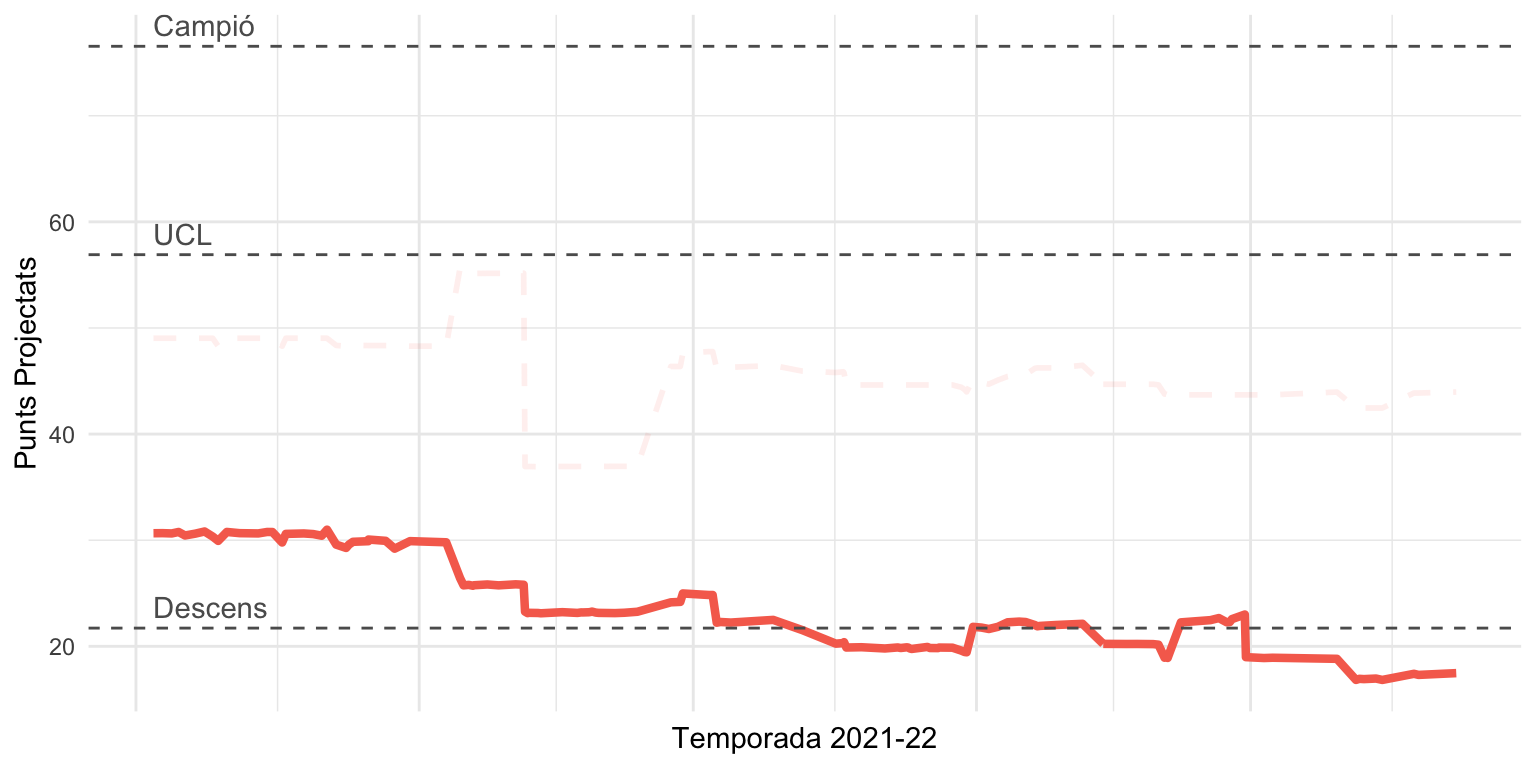 Campió
60
UCL
Punts Projectats
40
Descens
20
Temporada 2021-22